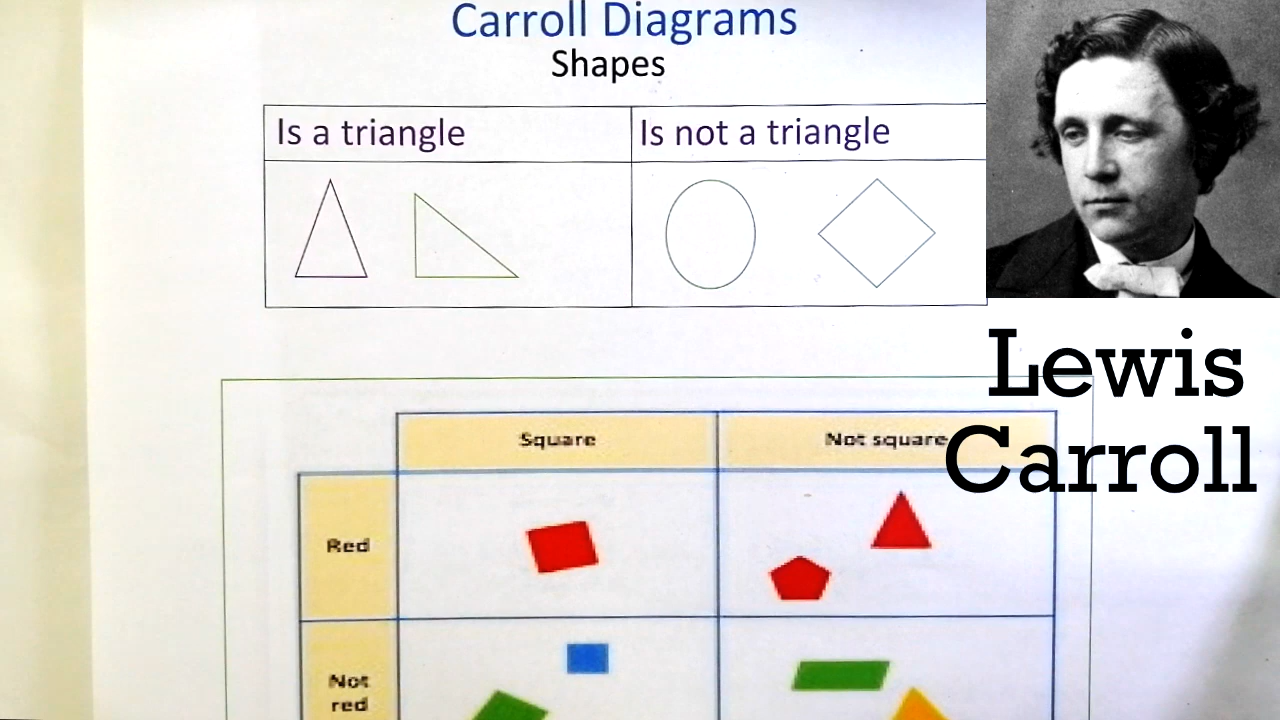 Carroll Diagrams
Shapes
Is a triangle
Is not a triangle
Lewis
Carroll
Square
Not square
Red
Not
red